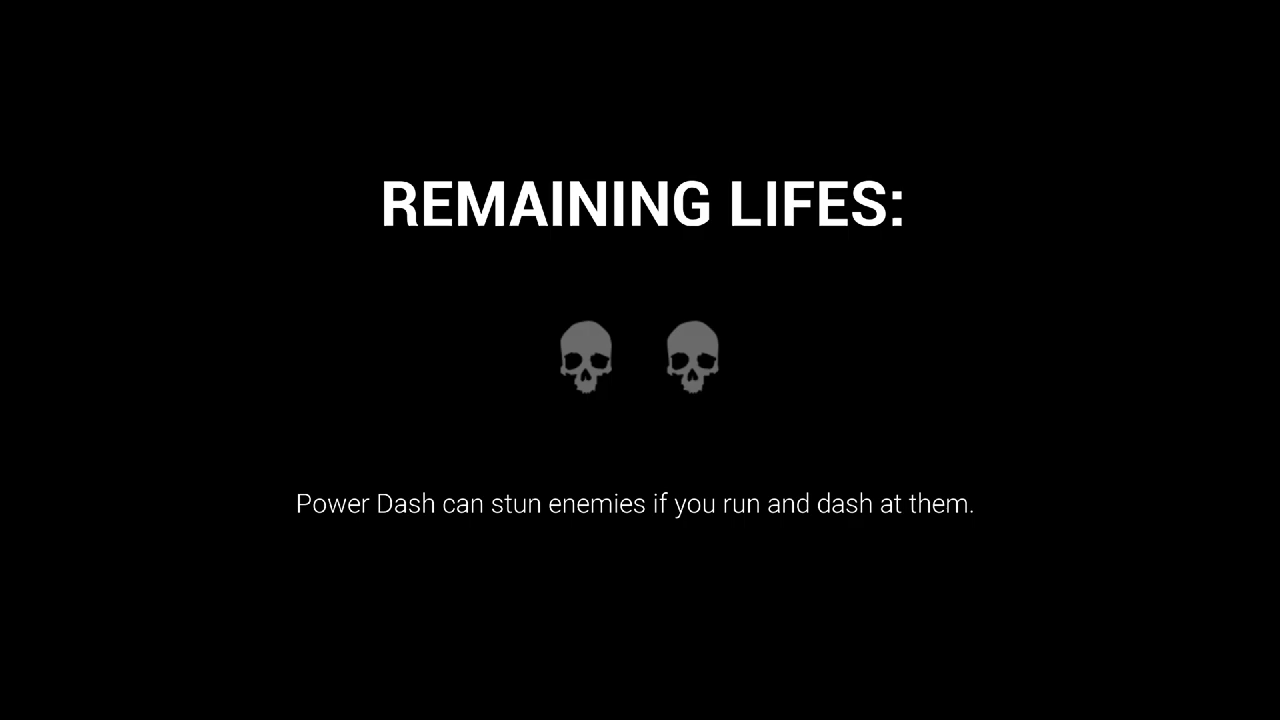 REMAINING LIFES:
Power Dash can stun enemies if you run and dash at them.